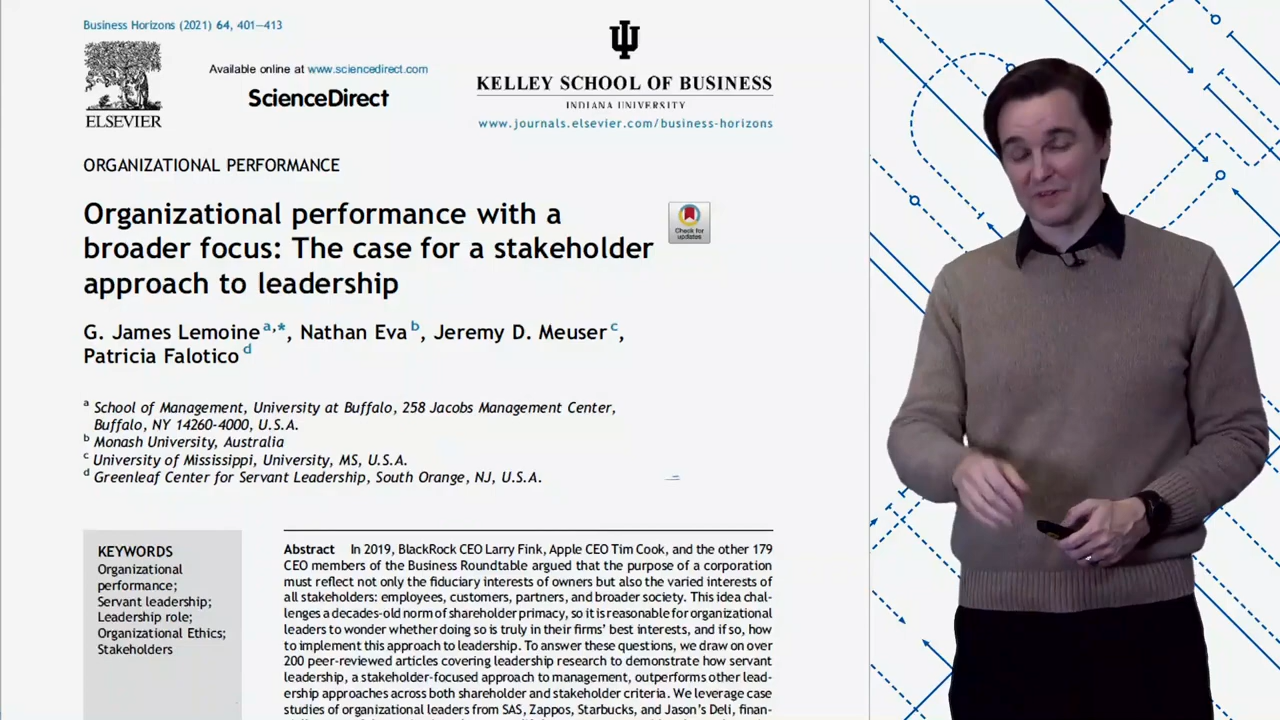 Business Horizons (2021) 64, 401–413
Available online at www.sciencedirect.com
ScienceDirect
ELSEVIER
KELLEY SCHOOL OF BUSINESS
INDIANA UNIVERSITY
www.journals.elsevier.com/business-horizons
ORGANIZATIONAL PERFORMANCE
Organizational performance with a
broader focus: The case for a stakeholder
approach to leadership
Check for
updates
G. James Lemoine a,*, Nathan Eva b, Jeremy D. Meuser c,
Patricia Falotico d
a School of Management, University at Buffalo, 258 Jacobs Management Center,
Buffalo, NY 14260-4000, U.S.A.
b Monash University, Australia
c University of Mississippi, University, MS, U.S.A.
d Greenleaf Center for Servant Leadership, South Orange, NJ, U.S.A.
KEYWORDS
Organizational
performance;
Servant leadership;
Leadership role;
Organizational Ethics;
Stakeholders
Abstract In 2019, BlackRock CEO Larry Fink, Apple CEO Tim Cook, and the other 179
CEO members of the Business Roundtable argued that the purpose of a corporation
must reflect not only the fiduciary interests of owners but also the varied interests of
all stakeholders: employees, customers, partners, and broader society. This idea chal-
lenges a decades-old norm of shareholder primacy, so it is reasonable for organizational
leaders to wonder whether doing so is truly in their firms' best interests, and if so, how
to implement this approach to leadership. To answer these questions, we draw on over
200 peer-reviewed articles covering leadership research to demonstrate how servant
leadership, a stakeholder-focused approach to management, outperforms other lead-
ership approaches across both shareholder and stakeholder criteria. We leverage case
studies of organizational leaders from SAS, Zappos, Starbucks, and Jason's Deli, finan-